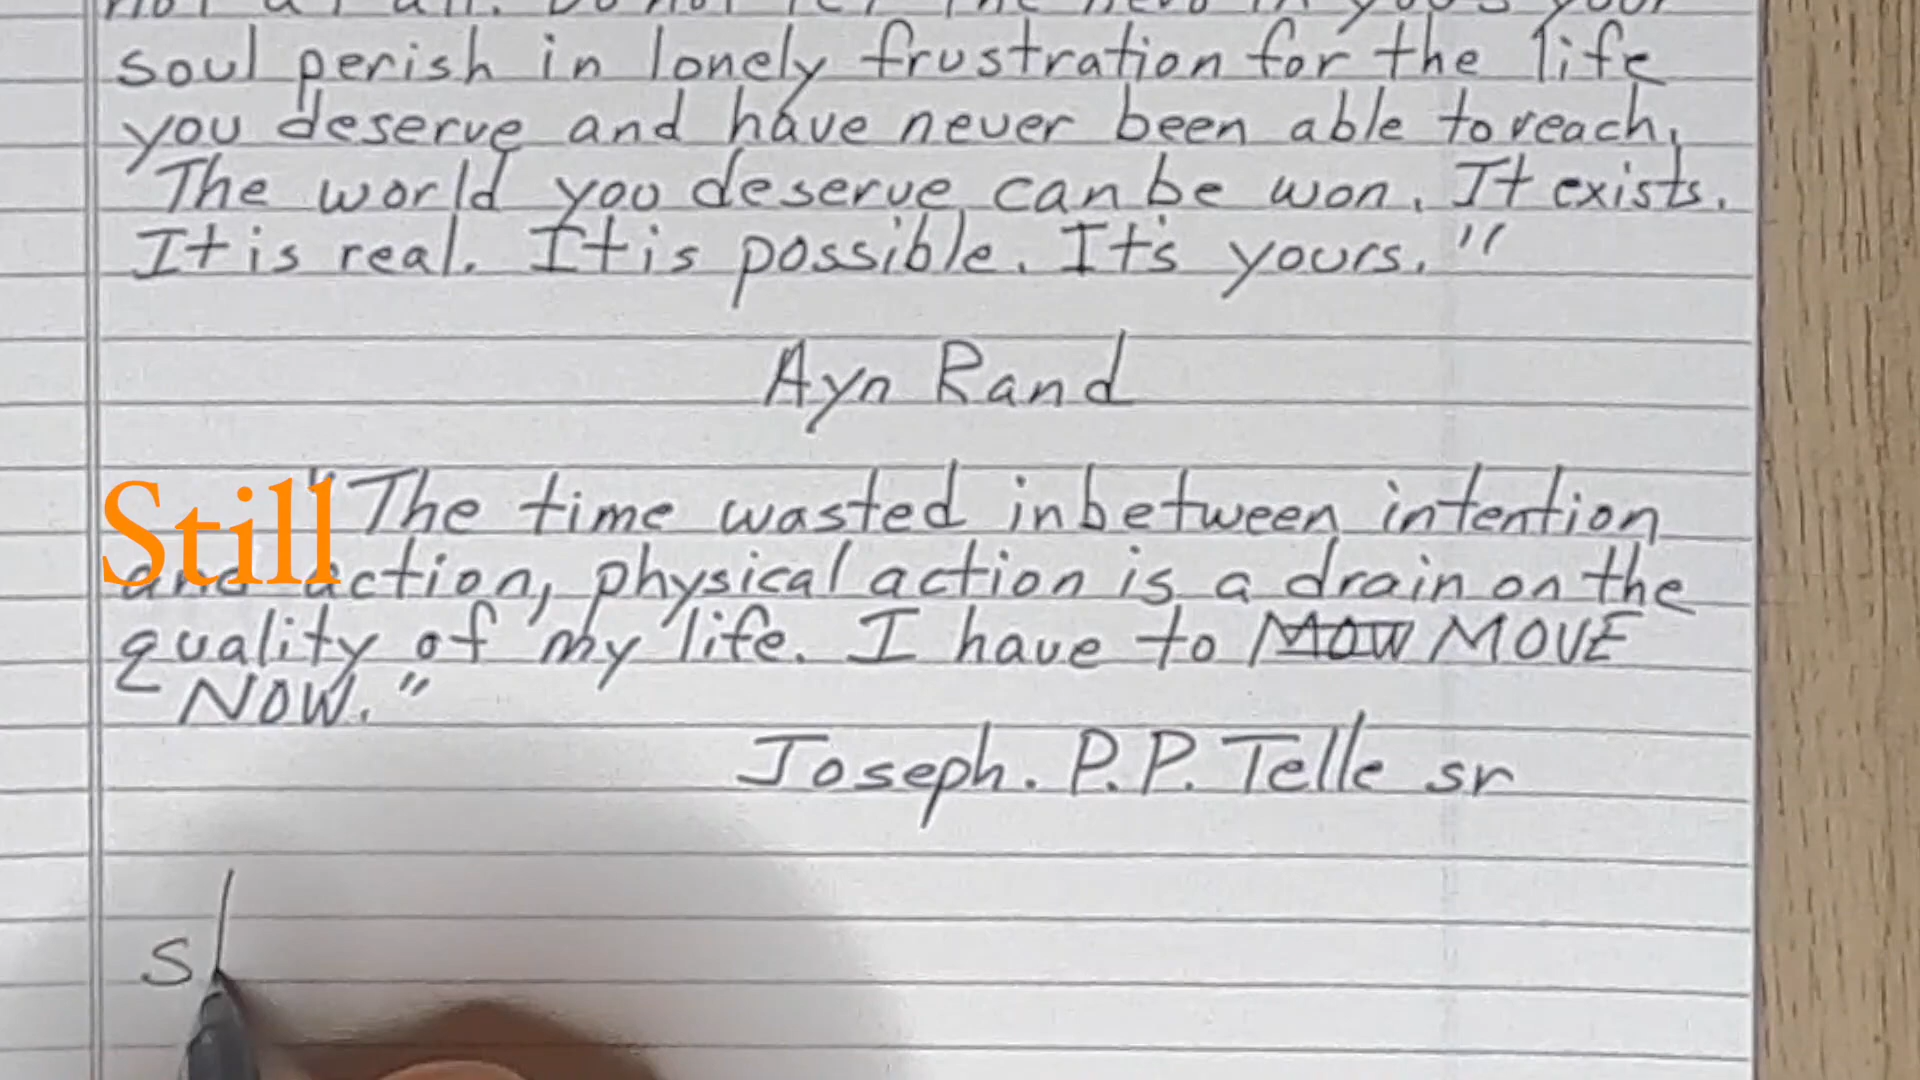 soul perish in lonely frustration for the life
you deserve and have never been able to reach,
The world you deserve can be won. It exists.
It is real. It is possible. It's yours."
Ayn Rand
Still
"The time wasted inbetween intention
and action, physical action is a drain on the
quality of my life. I have to MOW MOVE
NOW."
Joseph. P.P. Telle sr
s